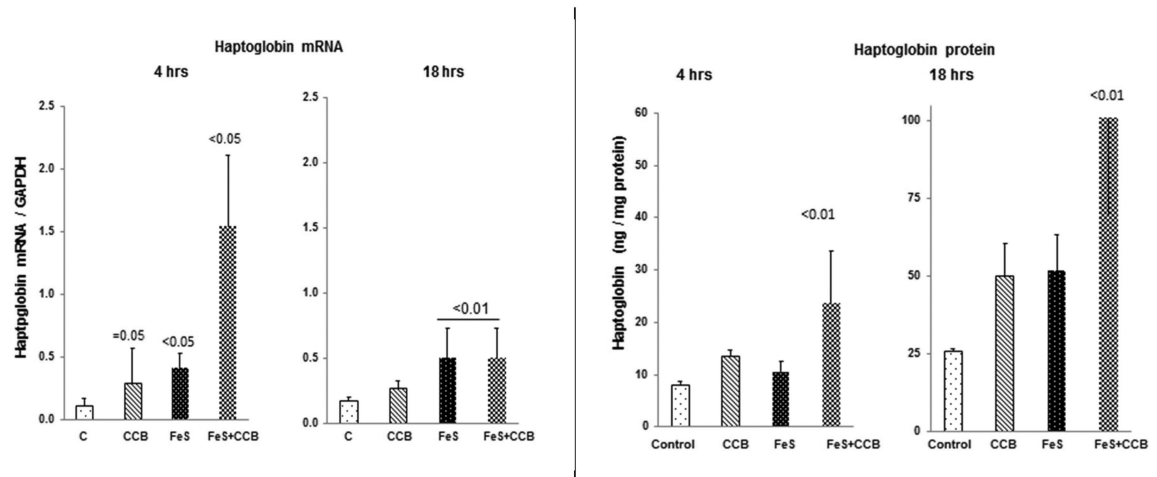 Haptoglobin mRNA
4 hrs
18 hrs
Haptpglobin mRNA / GAPDH
2.5
2.0
1.5
1.0
0.5
0.0
<0.05
=0.05
<0.05
C
CCB
FeS
FeS+CCB
2.5
2.0
1.5
1.0
0.5
0.0
<0.01
C
CCB
FeS
FeS+CCB
Haptoglobin protein
4 hrs
18 hrs
Haptoglobin (ng / mg protein)
60
50
40
30
20
10
0
<0.01
Control
CCB
FeS
FeS+CCB
100
75
50
25
0
<0.01
Control
CCB
FeS
FeS+CCB